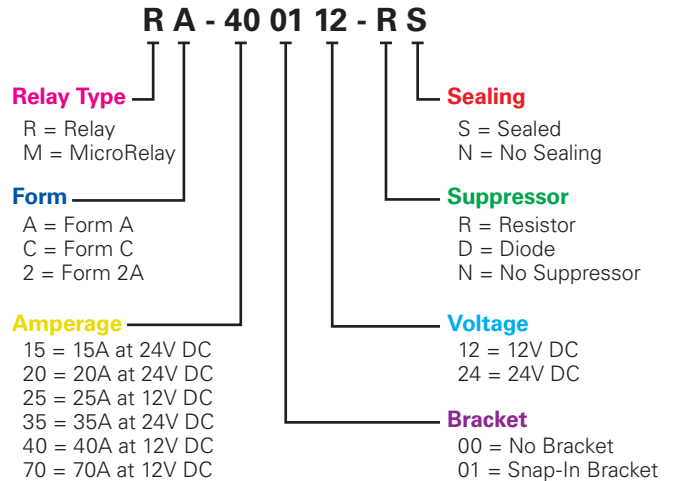 R A - 40 01 12 - R S
Relay Type
R = Relay
M = MicroRelay
Form
A = Form A
C = Form C
2 = Form 2A
Amperage
15 = 15A at 24V DC
20 = 20A at 24V DC
25 = 25A at 12V DC
35 = 35A at 24V DC
40 = 40A at 12V DC
70 = 70A at 12V DC
Sealing
S = Sealed
N = No Sealing
Suppressor
R = Resistor
D = Diode
N = No Suppressor
Voltage
12 = 12V DC
24 = 24V DC
Bracket
00 = No Bracket
01 = Snap-In Bracket